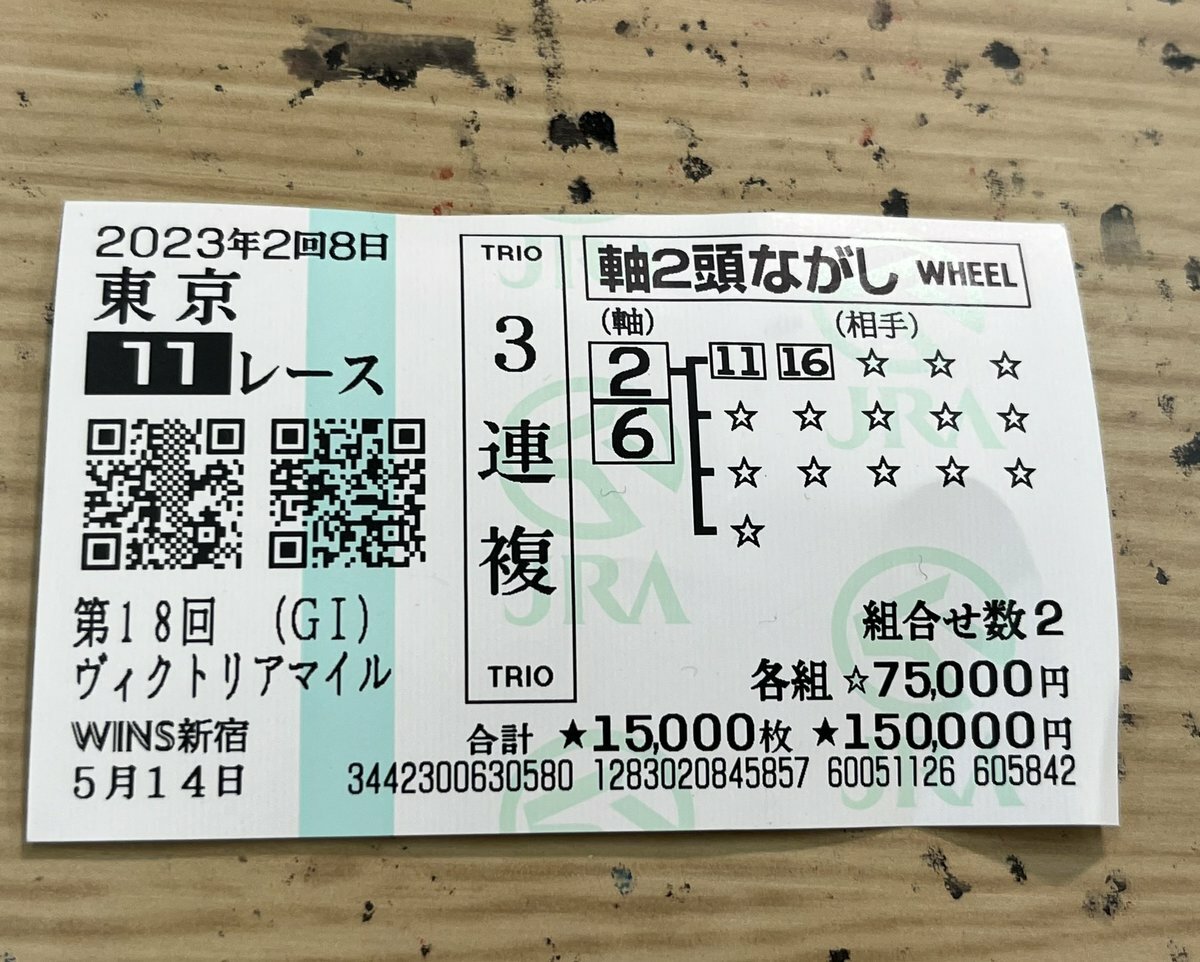 2023年2回8日
東京
11レース
第18回 (GI)
ヴィクトリアマイル
WINS新宿
5月14日
TRIO
3連複
TRIO
軸2頭ながし WHEEL
(軸) (相手)
2 11 16 ☆ ☆ ☆
6 ☆ ☆ ☆ ☆ ☆
☆ ☆ ☆ ☆ ☆
☆
組合せ数2
各組 ☆75,000円
合計 ★15,000枚 ★150,000円
3442300630580 1283020845857 60051126 605842
JRA
JRA
JRA
JRA